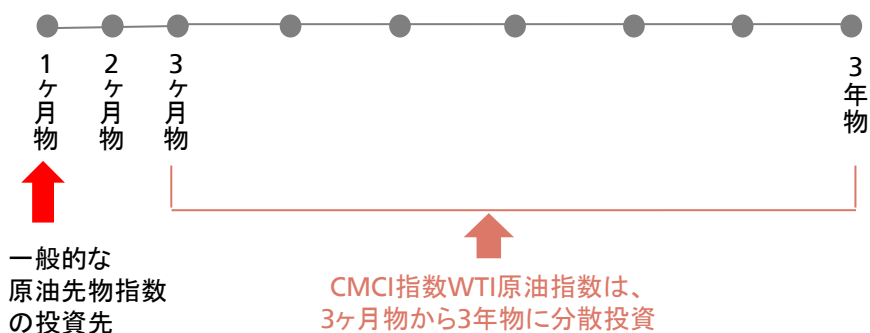 1ヶ月物
2ヶ月物
3ヶ月物
3年物
一般的な
原油先物指数
の投資先
CMCI指数WTI原油指数は、
3ヶ月物から3年物に分散投資